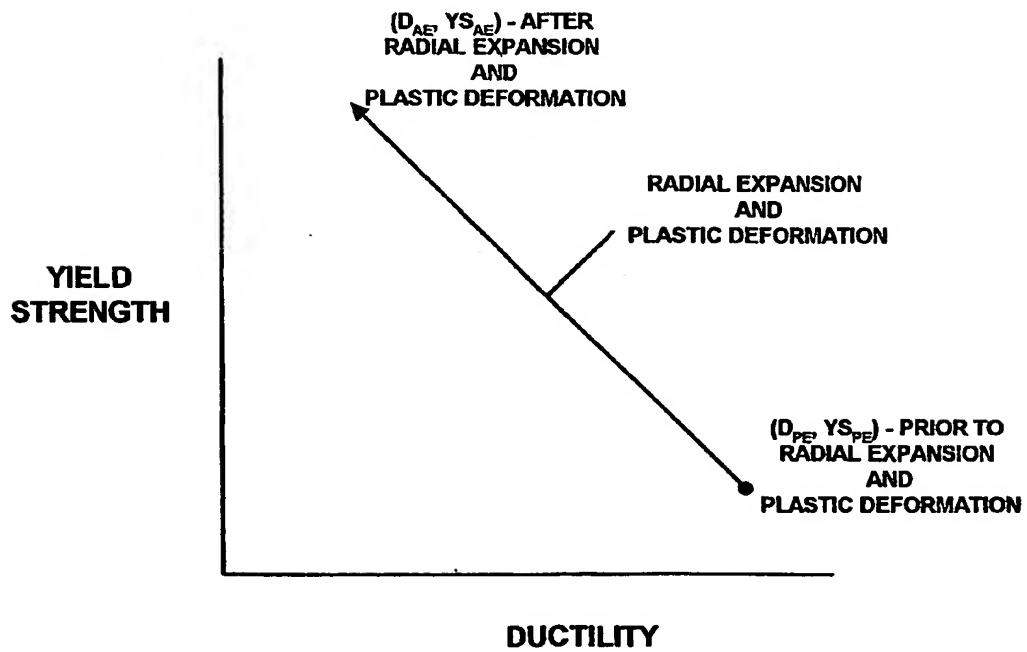 (D_AE, YS_AE) - AFTER
RADIAL EXPANSION
AND
PLASTIC DEFORMATION
RADIAL EXPANSION
AND
PLASTIC DEFORMATION
YIELD
STRENGTH
(D_PE, YS_PE) - PRIOR TO
RADIAL EXPANSION
AND
PLASTIC DEFORMATION
DUCTILITY